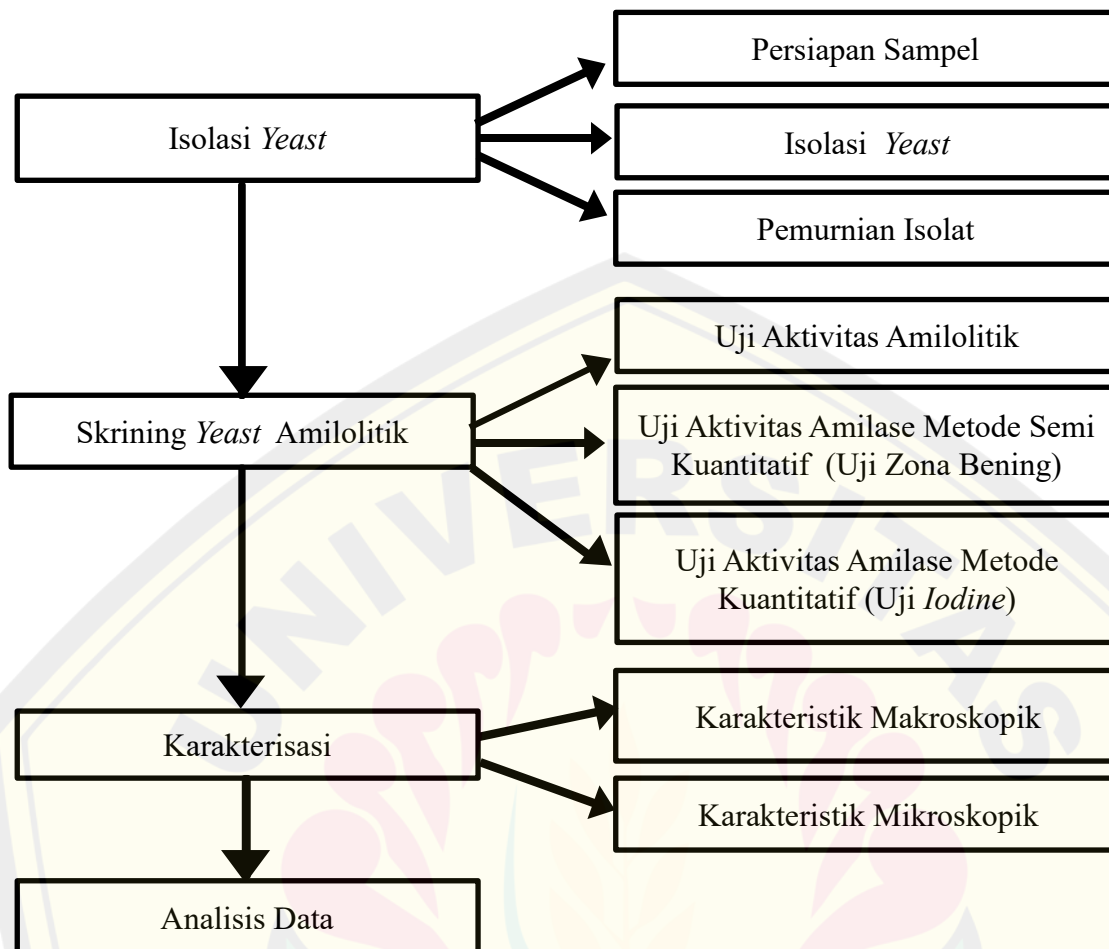 Isolasi Yeast
Persiapan Sampel
Isolasi Yeast
Pemurnian Isolat
Skrining Yeast Amilolitik
Uji Aktivitas Amilolitik
Uji Aktivitas Amilase Metode Semi
Kuantitatif (Uji Zona Bening)
Uji Aktivitas Amilase Metode
Kuantitatif (Uji Iodine)
Karakterisasi
Karakteristik Makroskopik
Karakteristik Mikroskopik
Analisis Data
UNIVERSITAS